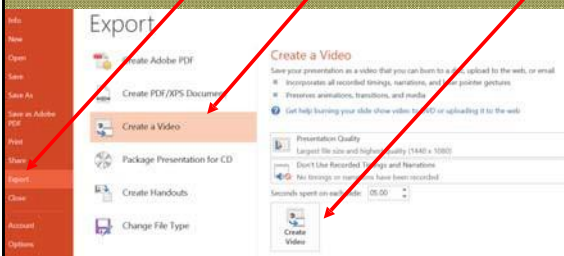 Info
New
Open
Save
Save As
Save as Adobe
PDF
Print
Share
Export
Close
Account
Options
Export
Create Adobe PDF
Create PDF/XPS Document
Create a Video
Package Presentation for CD
Create Handouts
Change File Type
Create a Video
Save your presentation as a video that you can burn to a disc, upload to the web, or email
Incorporates all recorded timings, narrations, and laser pointer gestures
Preserves animations, transitions, and media
Get help burning your slide show video to DVD or uploading it to the web
Presentation Quality
Largest file size and highest quality (1440 x 1080)
Don't Use Recorded Timings and Narrations
No timings or narrations have been recorded
Seconds spent on each slide: 05.00
Create
Video